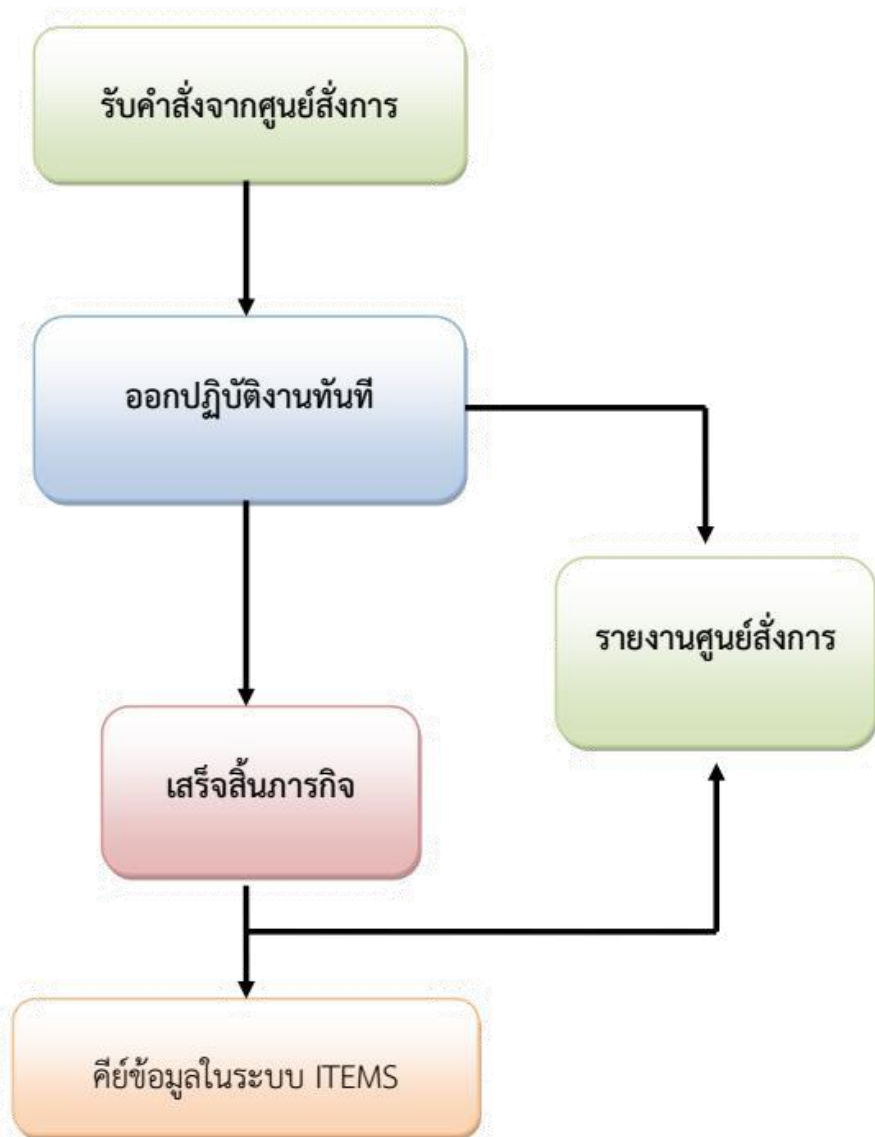 รับคำสั่งจากศูนย์สั่งการ
ออกปฏิบัติงานทันที
รายงานศูนย์สั่งการ
เสร็จสิ้นภารกิจ
คีย์ข้อมูลในระบบ ITEMS